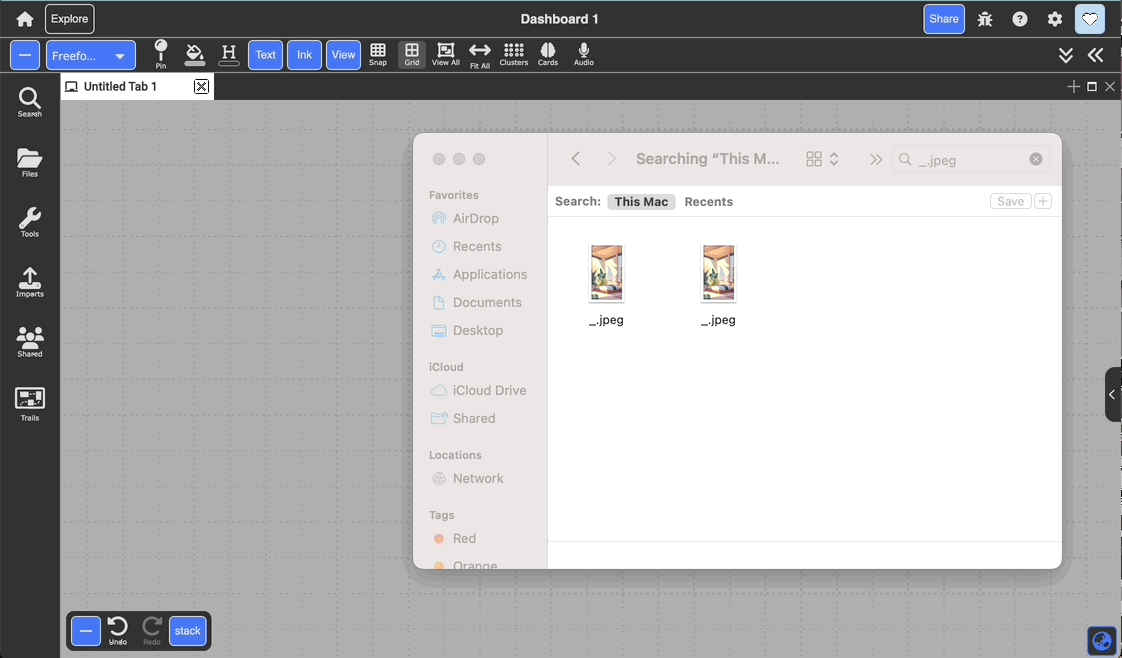 Explore
Dashboard 1
Share
Freefo...
Pin
H
Text
Ink
View
Snap
Grid
View All
Fit All
Clusters
Cards
Audio
Untitled Tab 1
Search
Files
Tools
Imports
Shared
Trails
Searching “This M...
_.jpeg
Favorites
AirDrop
Recents
Applications
Documents
Desktop
iCloud
iCloud Drive
Shared
Locations
Network
Tags
Red
Orange
Search: This Mac Recents
Save
_.jpeg
_.jpeg
Undo
Redo
stack